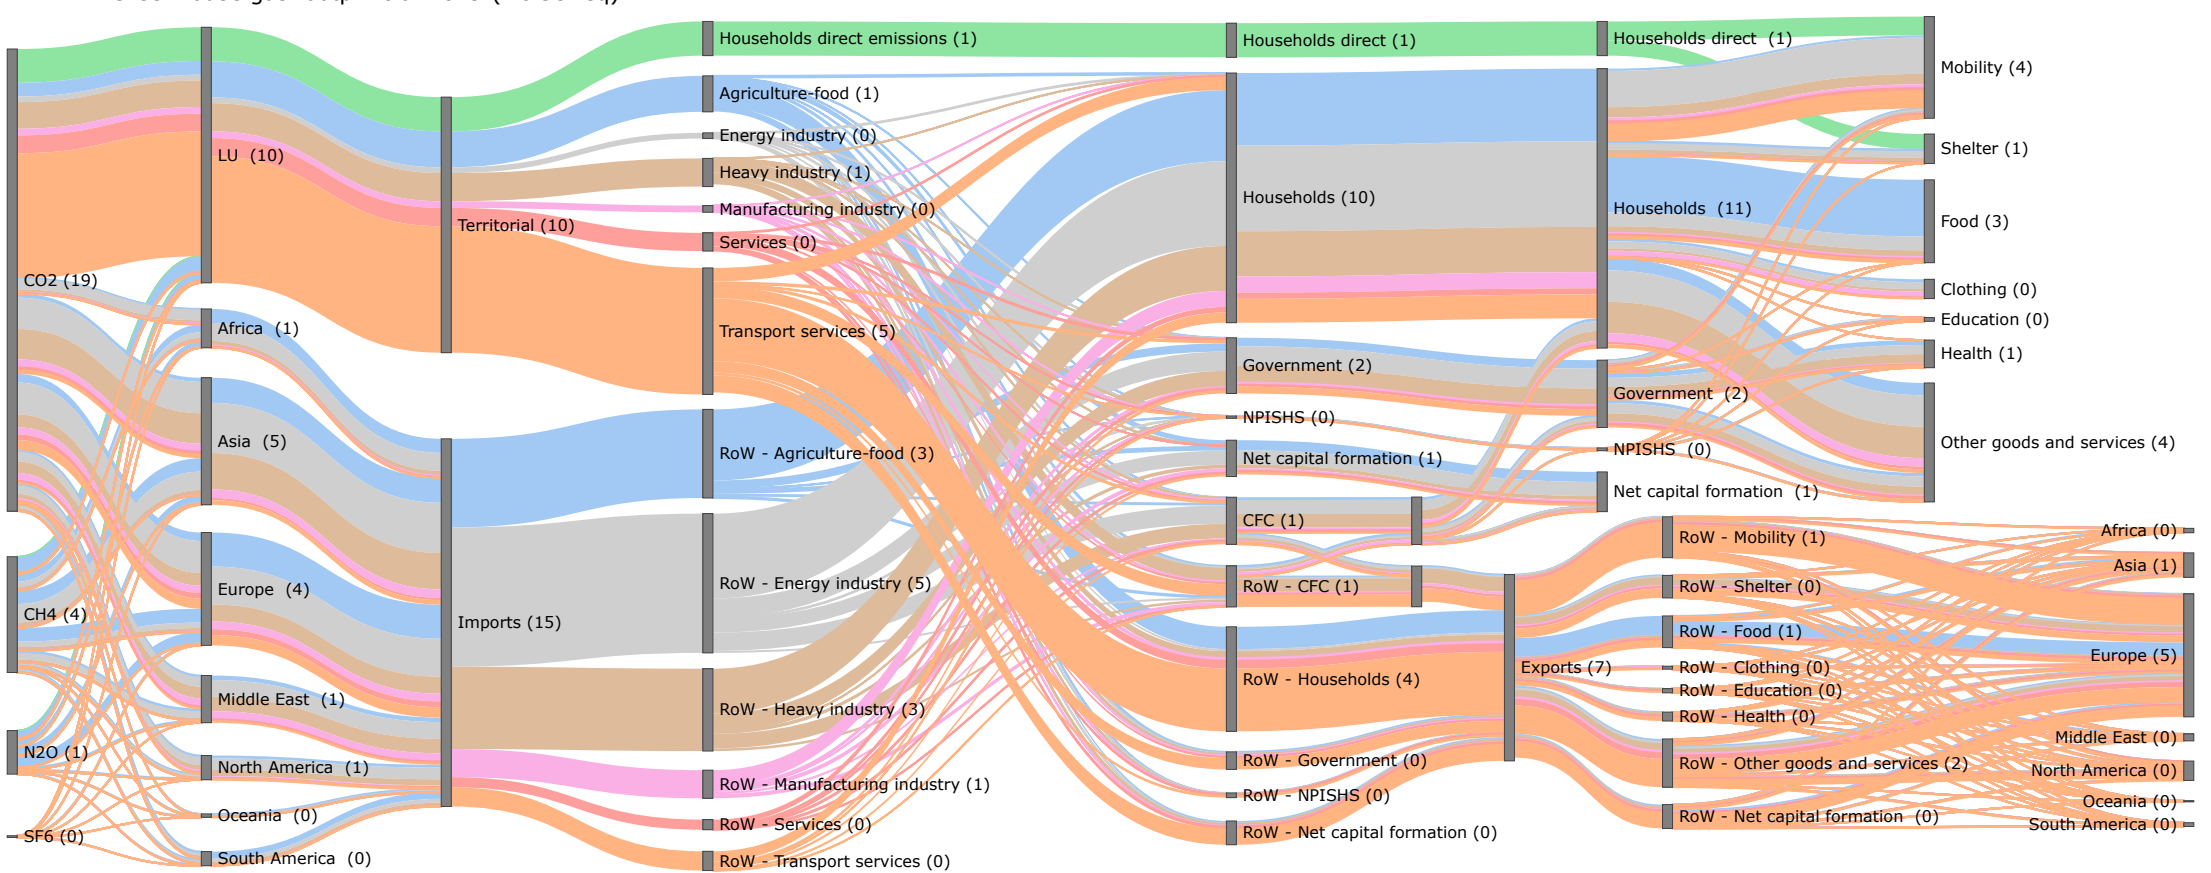 CO2 (19)
CH4 (4)
N2O (1)
SF6 (0)
LU (10)
Africa (1)
Asia (5)
Europe (4)
Middle East (1)
North America (1)
Oceania (0)
South America (0)
Territorial (10)
Imports (15)
Households direct emissions (1)
Agriculture-food (1)
Energy industry (0)
Heavy industry (1)
Manufacturing industry (0)
Services (0)
Transport services (5)
RoW - Agriculture-food (3)
RoW - Energy industry (5)
RoW - Heavy industry (3)
RoW - Manufacturing industry (1)
RoW - Services (0)
RoW - Transport services (0)
Households direct (1)
Households (10)
Government (2)
NPISHS (0)
Net capital formation (1)
CFC (1)
RoW - CFC (1)
RoW - Households (4)
RoW - Government (0)
RoW - NPISHS (0)
RoW - Net capital formation (0)
Exports (7)
Households direct (1)
Households (11)
Government (2)
NPISHS (0)
Net capital formation (1)
RoW - Mobility (1)
RoW - Shelter (0)
RoW - Food (1)
RoW - Clothing (0)
RoW - Education (0)
RoW - Health (0)
RoW - Other goods and services (2)
RoW - Net capital formation (0)
Mobility (4)
Shelter (1)
Food (3)
Clothing (0)
Education (0)
Health (1)
Other goods and services (4)
Africa (0)
Asia (1)
Europe (5)
Middle East (0)
North America (0)
Oceania (0)
South America (0)